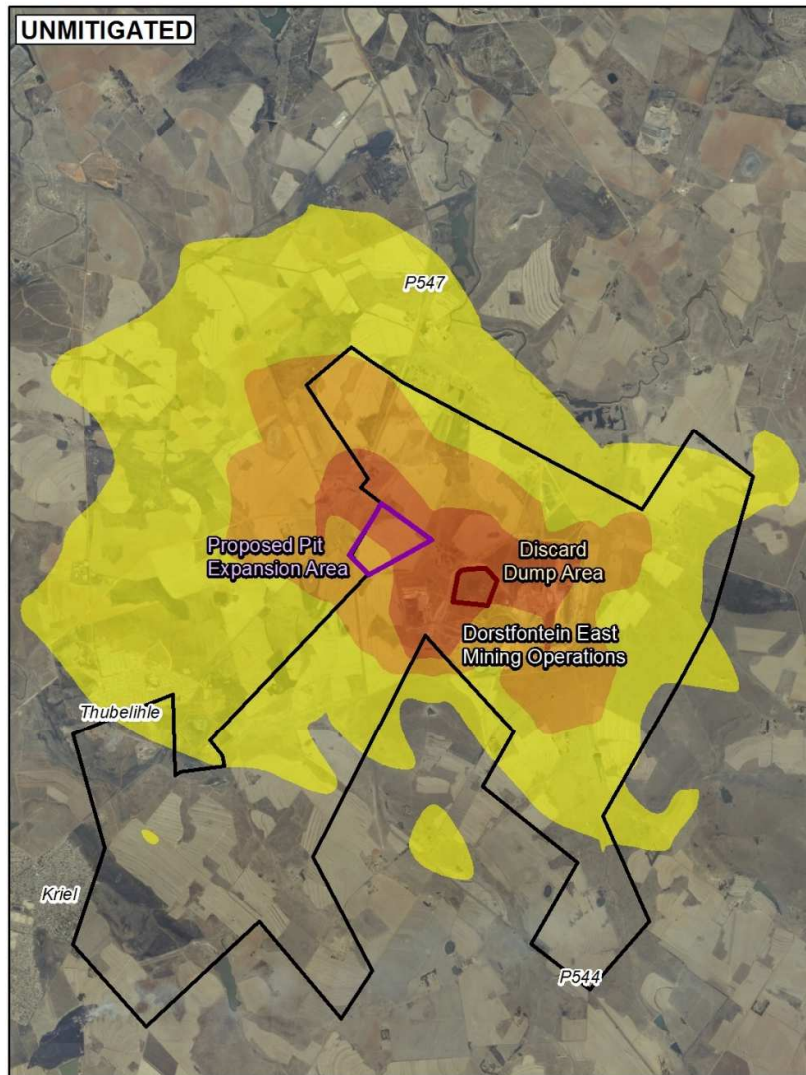 UNMITIGATED
P547
Proposed Pit
Expansion Area
Discard
Dump Area
Dorstfontein East
Mining Operations
Thubelihle
Kriel
P544